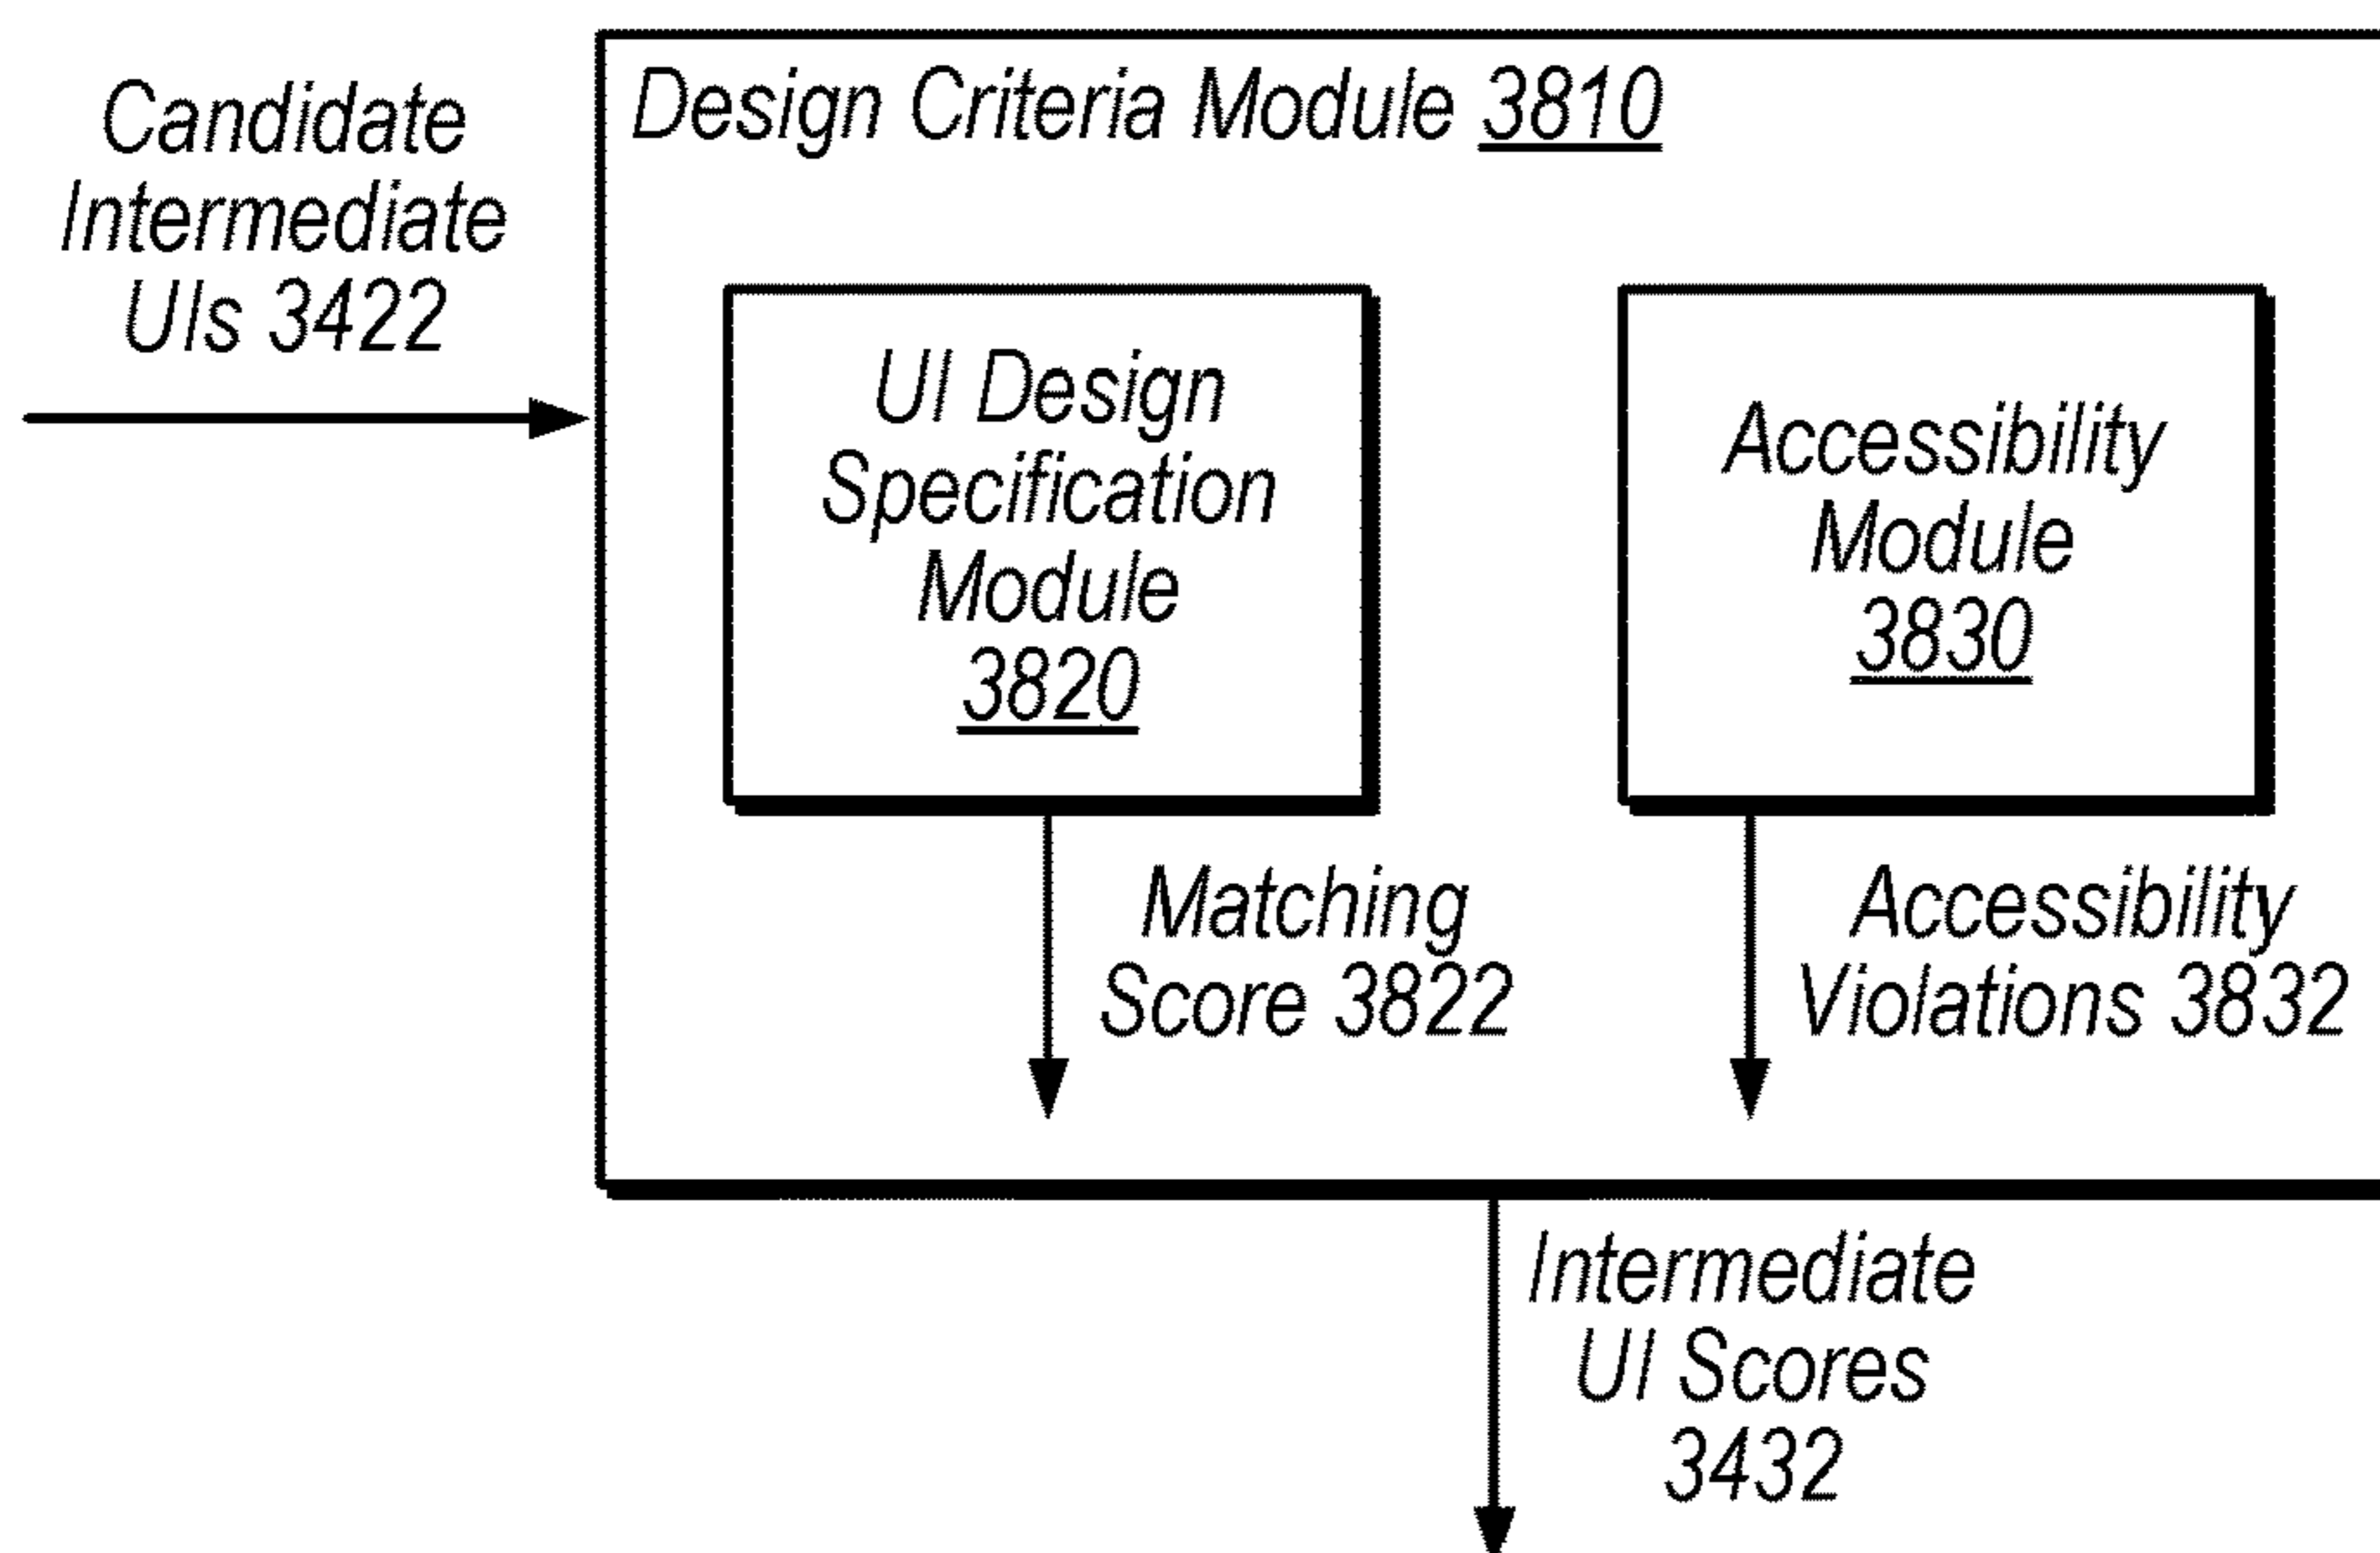 Candidate
Intermediate
UIs 3422
Design Criteria Module 3810
UI Design
Specification
Module
3820
Accessibility
Module
3830
Matching
Score 3822
Accessibility
Violations 3832
Intermediate
UI Scores
3432